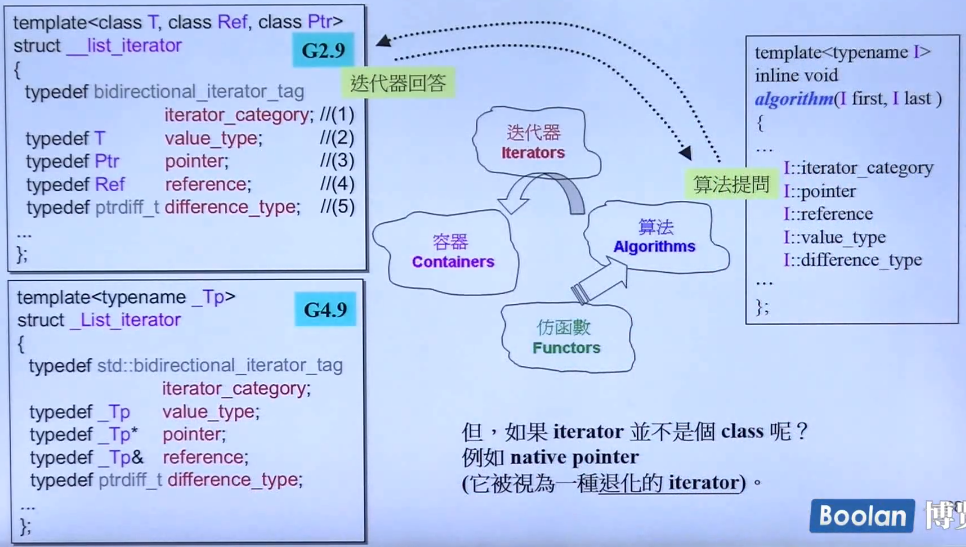 template<class T, class Ref, class Ptr>
struct __list_iterator
{
typedef bidirectional_iterator_tag
iterator_category; //(1)
typedef T value_type; //(2)
typedef Ptr pointer; //(3)
typedef Ref reference; //(4)
typedef ptrdiff_t difference_type; //(5)
...
};
G2.9
迭代器回答
template<typename _Tp>
struct _List_iterator
{
typedef std::bidirectional_iterator_tag
iterator_category;
typedef _Tp value_type;
typedef _Tp* pointer;
typedef _Tp& reference;
typedef ptrdiff_t difference_type;
...
};
G4.9
迭代器
Iterators
容器
Containers
算法
Algorithms
仿函數
Functors
算法提問
template<typename I>
inline void
algorithm(I first, I last )
{
...
I::iterator_category
I::pointer
I::reference
I::value_type
I::difference_type
...
};
但，如果 iterator 並不是個 class 呢？
例如 native pointer
(它被視為一種退化的 iterator)。
Boolan 博